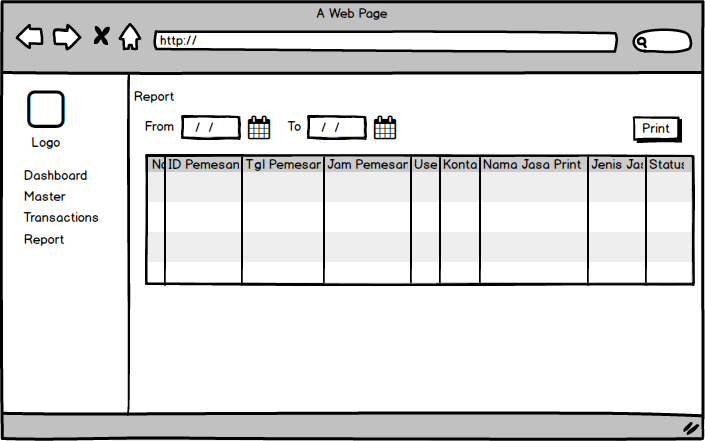 A Web Page
http://
Logo
Dashboard
Master
Transactions
Report
Report
From / / To / / Print
No ID Pemesan Tgl Pemesar Jam Pemesar Use Konta Nama Jasa Print Jenis Jas Status